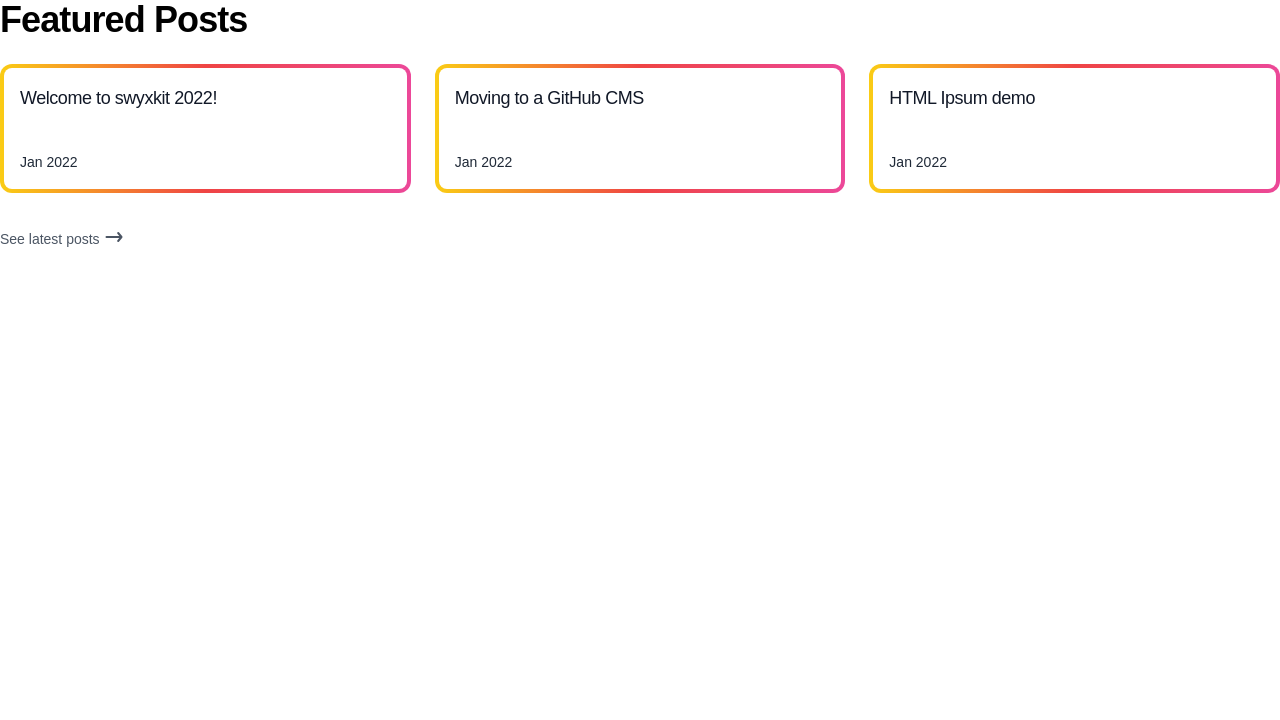 Featured Posts
Welcome to swyxkit 2022!
Jan 2022
Moving to a GitHub CMS
Jan 2022
HTML Ipsum demo
Jan 2022
See latest posts →